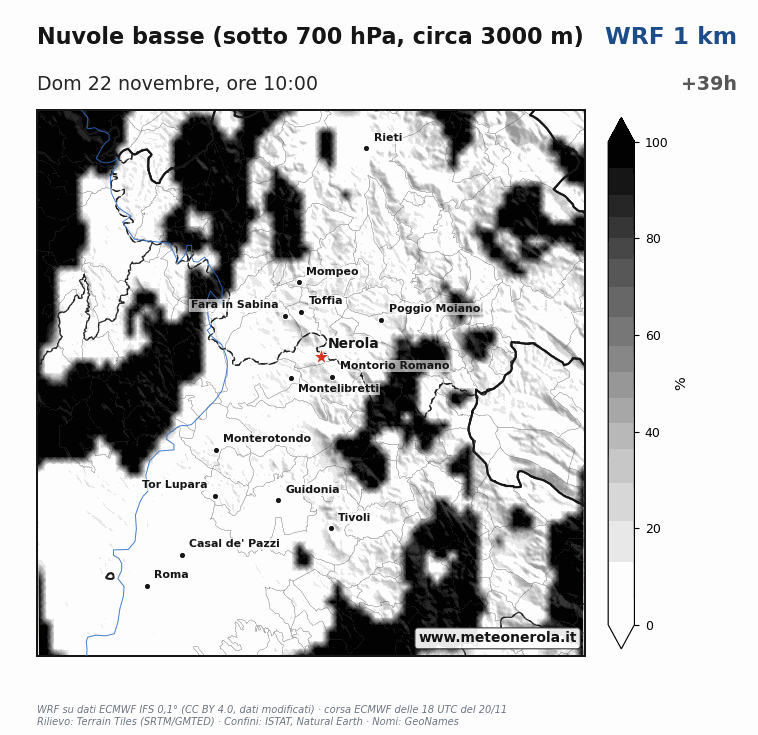 Nuvole basse (sotto 700 hPa, circa 3000 m) WRF 1 km
Dom 22 novembre, ore 10:00 +39h
Rieti
Mompeo
Fara in Sabina
Toffia
Poggio Moiano
Nerola
Montorio Romano
Montelibretti
Monterotondo
Tor Lupara
Guidonia
Tivoli
Casal de' Pazzi
Roma
www.meteonerola.it
100
80
60
40
20
0
%
WRF su dati ECMWF IFS 0,1° (CC BY 4.0, dati modificati) · corsa ECMWF delle 18 UTC del 20/11
Rilievo: Terrain Tiles (SRTM/GMTED) · Confini: ISTAT, Natural Earth · Nomi: GeoNames